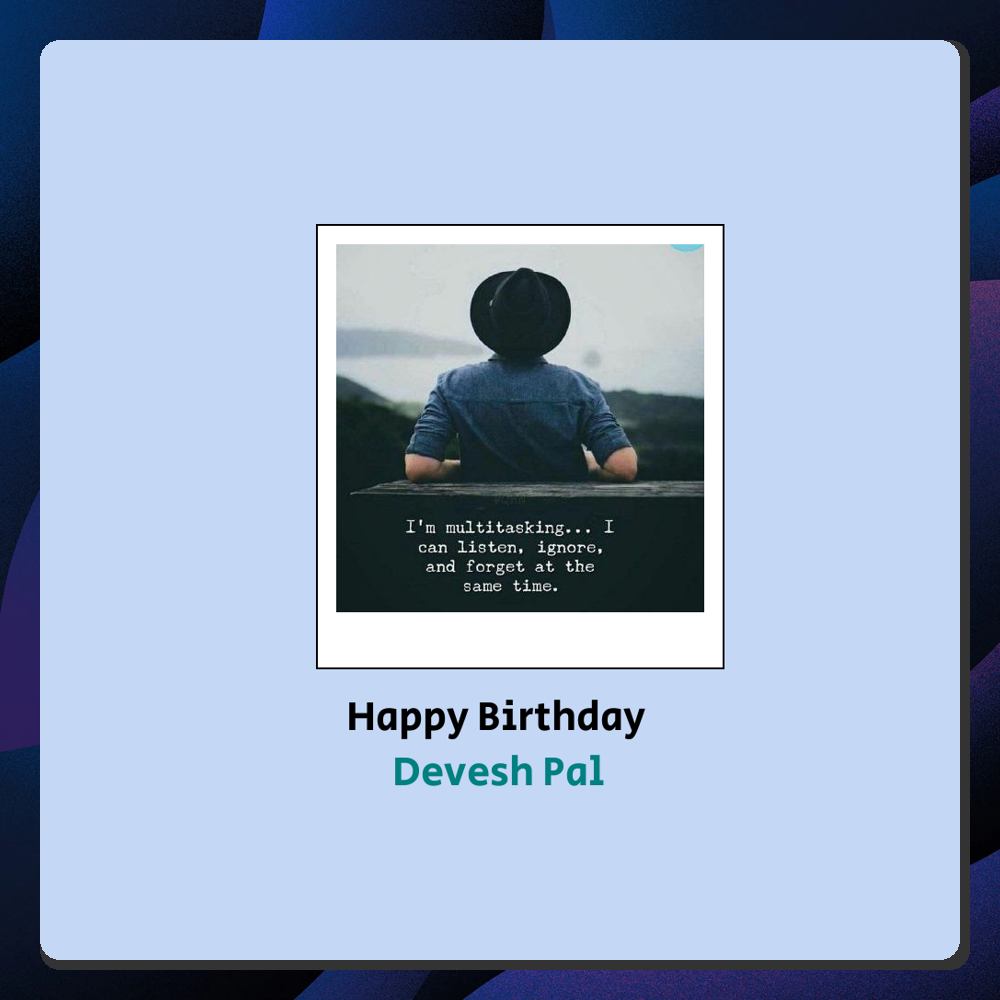 I'm multitasking... I
can listen, ignore,
and forget at the
same time.
Happy Birthday
Devesh Pal